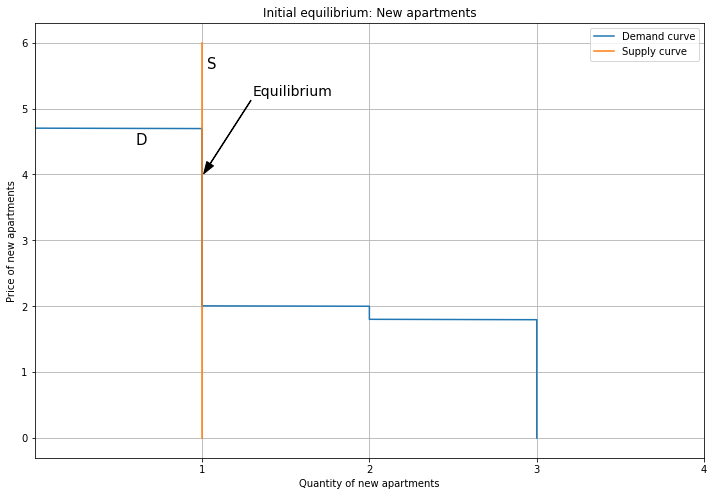 Initial equilibrium: New apartments
Demand curve
Supply curve
S
Equilibrium
D
Price of new apartments
6
5
4
3
2
1
0
1
2
3
4
Quantity of new apartments